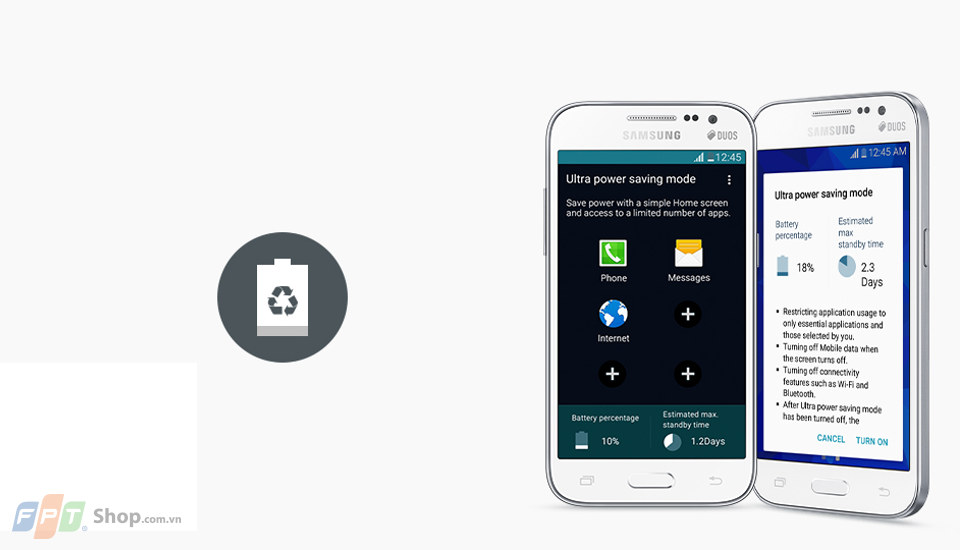 SAMSUNG DUOS
12:45
Ultra power saving mode
Save power with a simple Home screen
and access to a limited number of apps.
Phone
Messages
Internet
Battery percentage
10%
Estimated max.
standby time
1.2Days
SAMSUNG DUOS
12:45 AM
Ultra power saving mode
Battery
percentage
18%
Estimated
max
standby time
2.3
Days
• Restricting application usage to
only essential applications and
those selected by you.
• Turning off Mobile data when
the screen turns off.
• Turning off connectivity
features such as Wi-Fi and
Bluetooth.
• After Ultra power saving mode
has been turned off, the
CANCEL TURN ON
FPT® Shop.com.vn